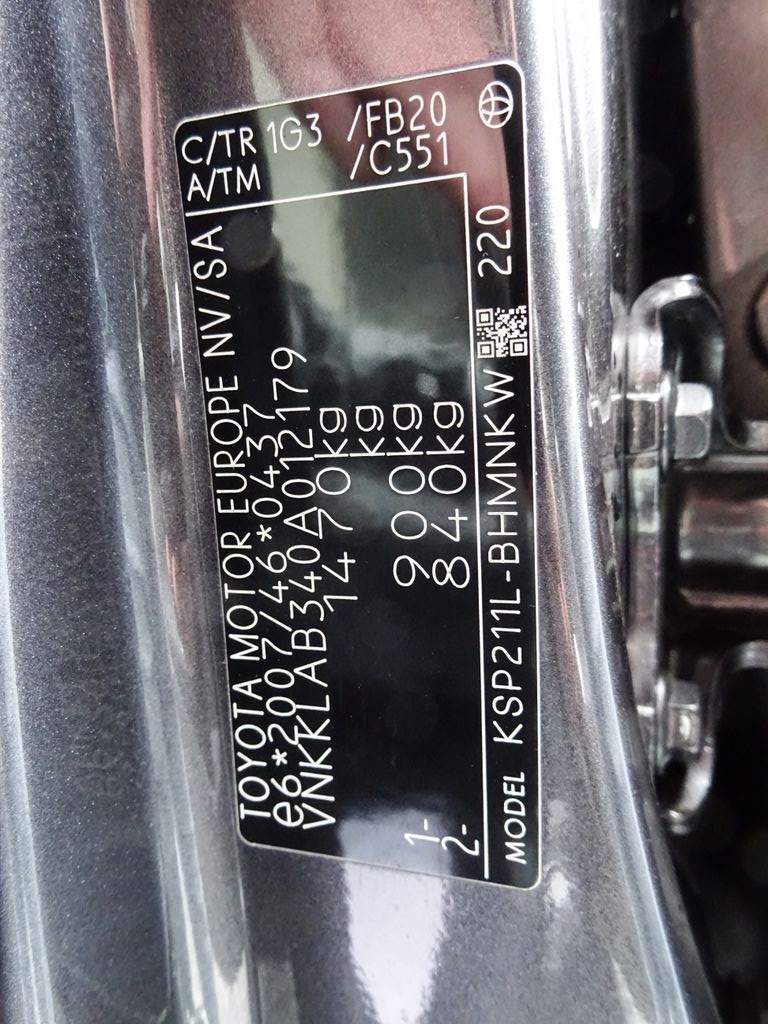 TOYOTA MOTOR EUROPE NV/SA
e6*2007/46*0437
VNKKLAB340A012179
1470kg
kg
1- 900kg
2- 840kg
MODEL KSP211L-BHMNKW 220
C/TR 1G3 /FB20
A/TM /C551